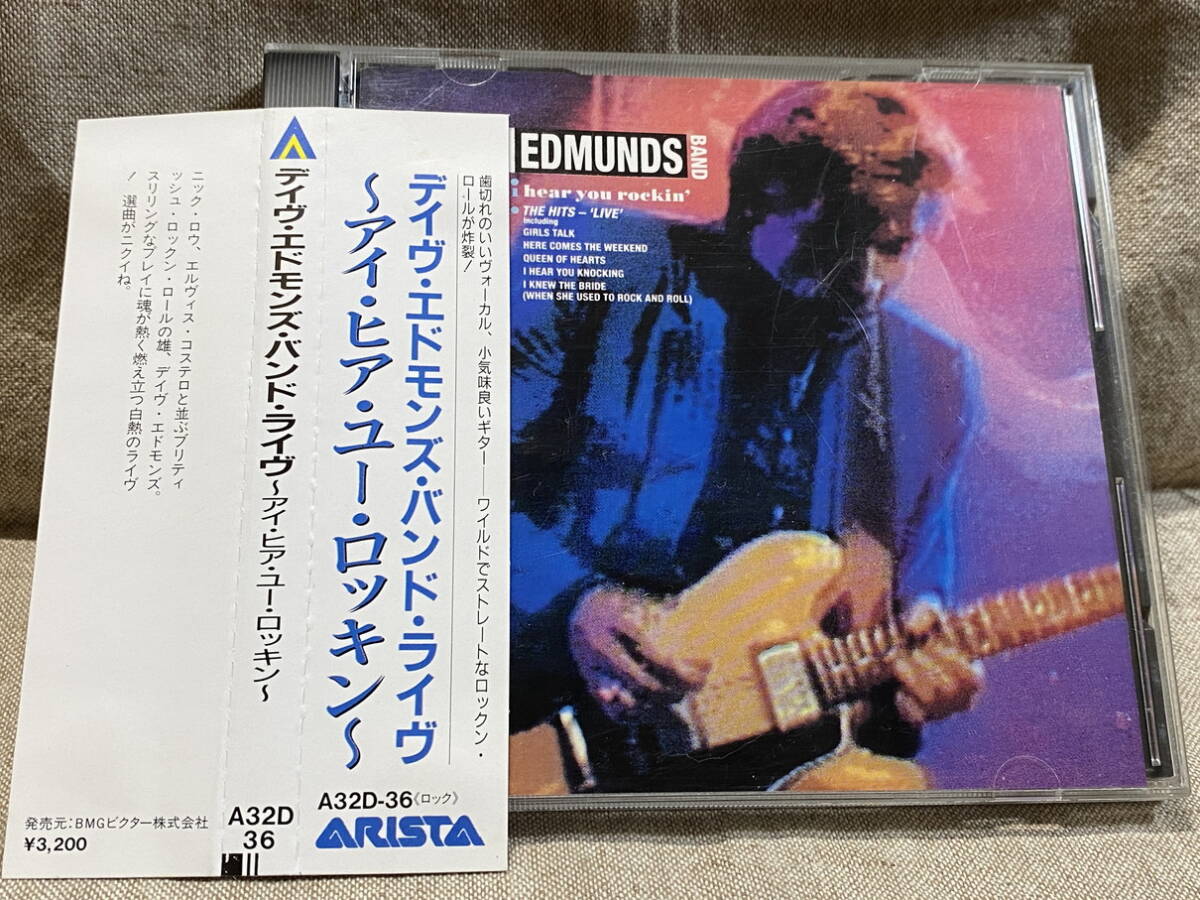 ニック・ロウ、エルヴィス・コステロと並ぶブリティ
ッシュ・ロックン・ロールの雄、デイヴ・エドモンズ。
スリリングなプレイに魂が熱く燃え立つ白熱のライヴ
! 選曲がニクイね。
発売元:BMGビクター株式会社
¥3,200
デイヴ・エドモンズ・バンド・ライヴ〜アイ・ヒア・ユー・ロッキン〜
A32D
36
歯切れのいいヴォーカル、小気味良いギター——ワイルドでストレートなロックン・
ロールが炸裂!
デイヴ・エドモンズ・バンド・ライヴ
〜アイ・ヒア・ユー・ロッキン〜
A32D-36《ロック》
ARISTA
EDMUNDS
BAND
i hear you rockin'
THE HITS – 'LIVE'
including
GIRLS TALK
HERE COMES THE WEEKEND
QUEEN OF HEARTS
I HEAR YOU KNOCKING
I KNEW THE BRIDE
(WHEN SHE USED TO ROCK AND ROLL)